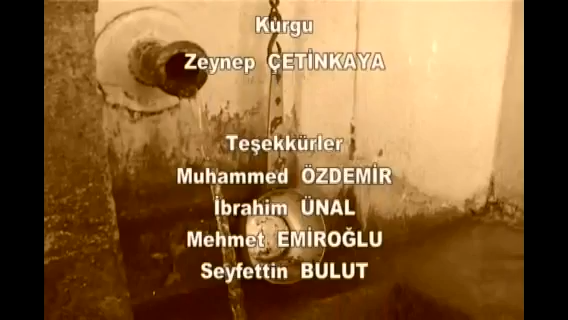 Kurgu
Zeynep ÇETİNKAYA
Teşekkürler
Muhammed ÖZDEMİR
İbrahim ÜNAL
Mehmet EMİROĞLU
Seyfettin BULUT